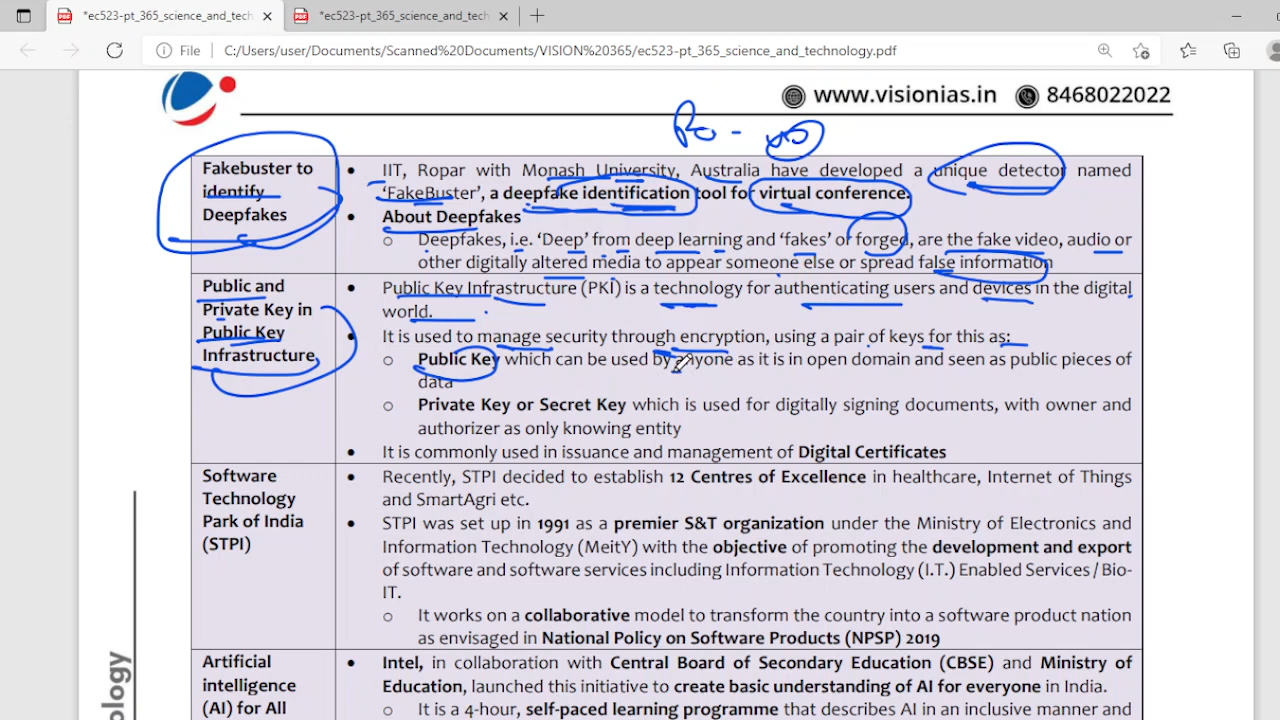 *ec523-pt_365_science_and_tech
*ec523-pt_365_science_and_tech
File
C:/Users/user/Documents/Scanned%20Documents/VISION%20365/ec523-pt_365_science_and_technology.pdf
www.visionias.in
8468022022
Fakebuster to
identify
Deepfakes
IIT, Ropar with Monash University, Australia have developed a unique detector named
‘FakeBuster’, a deepfake identification tool for virtual conference.
About Deepfakes
Deepfakes, i.e. ‘Deep’ from deep learning and ‘fakes’ or forged, are the fake video, audio or
other digitally altered media to appear someone else or spread false information
Public and
Private Key in
Public Key
Infrastructure
Public Key Infrastructure (PKI) is a technology for authenticating users and devices in the digital
world.
It is used to manage security through encryption, using a pair of keys for this as:
Public Key which can be used by anyone as it is in open domain and seen as public pieces of
data
Private Key or Secret Key which is used for digitally signing documents, with owner and
authorizer as only knowing entity
It is commonly used in issuance and management of Digital Certificates
Software
Technology
Park of India
(STPI)
Recently, STPI decided to establish 12 Centres of Excellence in healthcare, Internet of Things
and SmartAgri etc.
STPI was set up in 1991 as a premier S&T organization under the Ministry of Electronics and
Information Technology (MeitY) with the objective of promoting the development and export
of software and software services including Information Technology (I.T.) Enabled Services / Bio-
IT.
It works on a collaborative model to transform the country into a software product nation
as envisaged in National Policy on Software Products (NPSP) 2019
Artificial
intelligence
(AI) for All
Intel, in collaboration with Central Board of Secondary Education (CBSE) and Ministry of
Education, launched this initiative to create basic understanding of AI for everyone in India.
It is a 4-hour, self-paced learning programme that describes AI in an inclusive manner and
ology